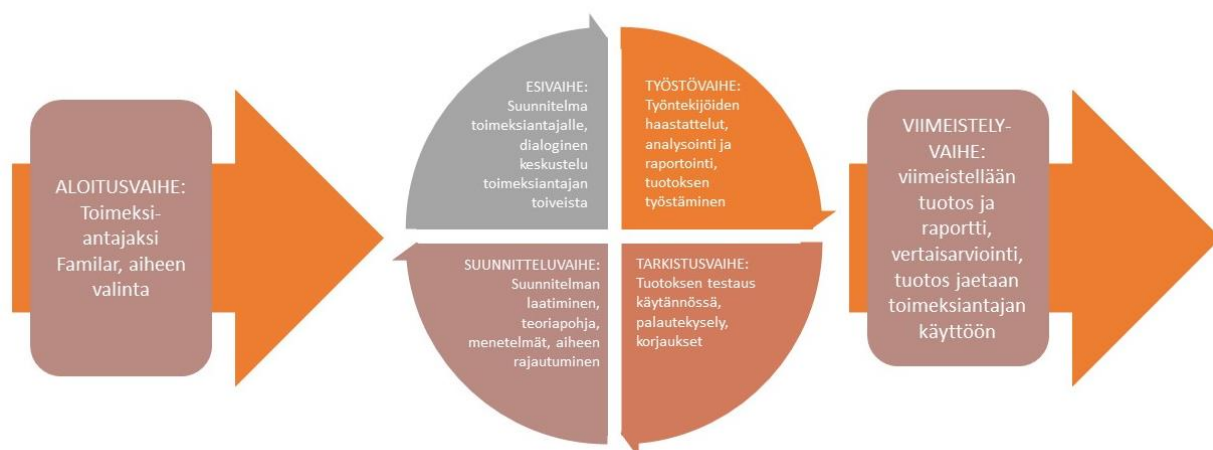 ALOITUSVAIHE:
Toimeksi-
antajaksi
Familar, aiheen
valinta
ESIVAIHE:
Suunnitelma
toimeksiantajalle,
dialoginen
keskustelu
toimeksiantajan
toiveista
TYÖSTÖVAIHE:
Työntekijöiden
haastattelut,
analysointi ja
raportointi,
tuotoksen
työstäminen
SUUNNITTELUVAIHE:
Suunnitelman
laatiminen,
teoriapohja,
menetelmät, aiheen
rajautuminen
TARKISTUSVAIHE:
Tuotoksen testaus
käytännössä,
palautekysely,
korjaukset
VIIMEISTELY-
VAIHE:
viimeistellään
tuotos ja
raportti,
vertaisarviointi,
tuotos jaetaan
toimeksiantajan
käyttöön